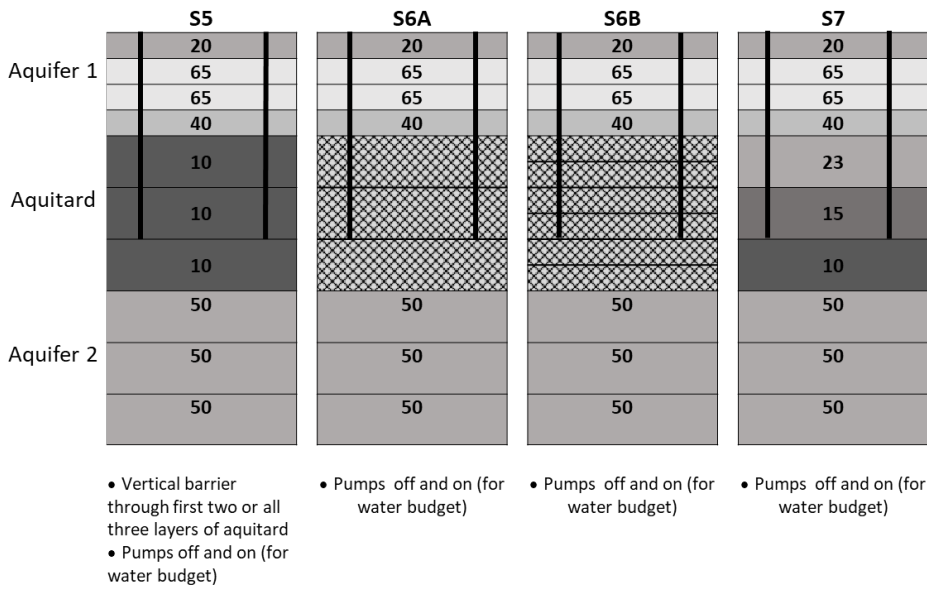 S5 S6A S6B S7
20 20 20 20
Aquifer 1
65 65 65 65
65 65 65 65
40 40 40 40
10 23
Aquitard
10 15
10 10
50 50 50 50
Aquifer 2
50 50 50 50
50 50 50 50
• Vertical barrier
through first two or all
three layers of aquitard
• Pumps off and on (for
water budget)
• Pumps off and on (for
water budget)
• Pumps off and on (for
water budget)
• Pumps off and on (for
water budget)